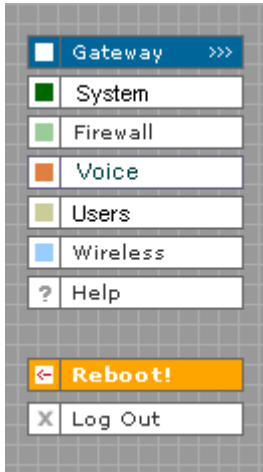 Gateway >>>
System
Firewall
Voice
Users
Wireless
? Help
Reboot!
X Log Out